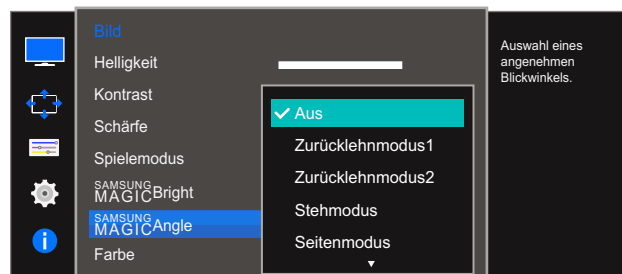 Bild
Helligkeit
Kontrast
Schärfe
Spielemodus
SAMSUNG
MAGICBright
SAMSUNG
MAGICAngle
Farbe
Aus
Zurücklehnmodus1
Zurücklehnmodus2
Stehmodus
Seitenmodus
Auswahl eines
angenehmen
Blickwinkels.